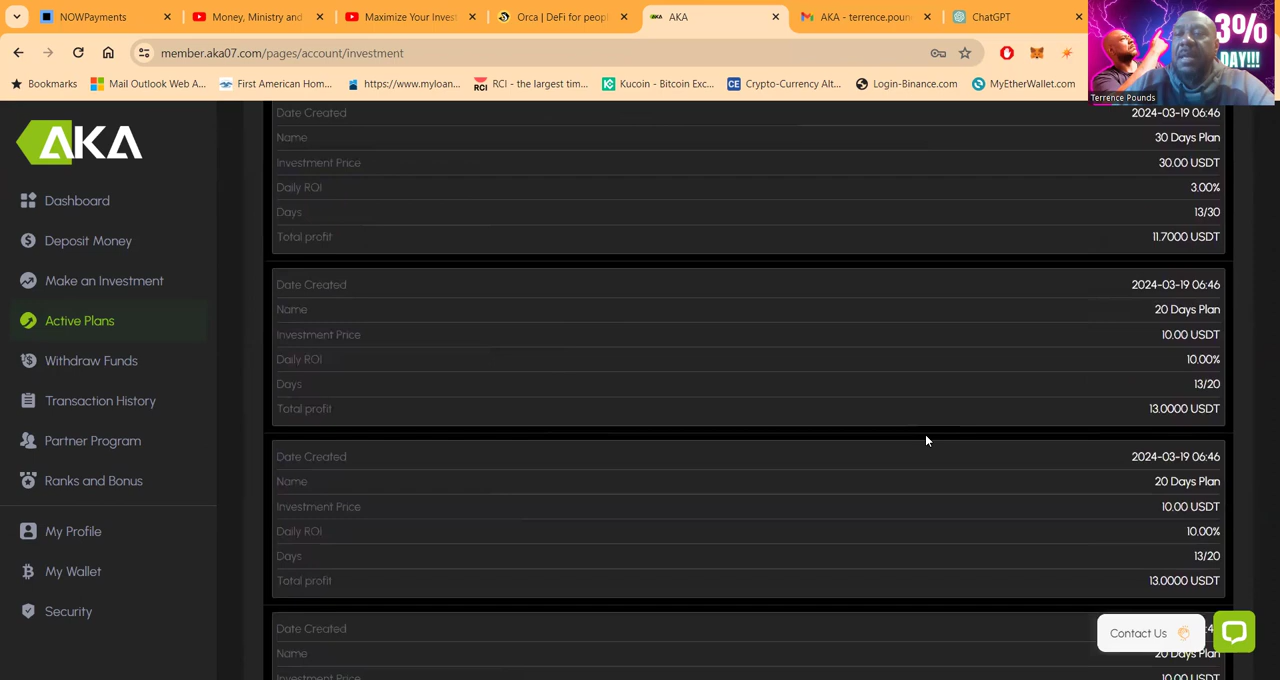 NOWPayments
Money, Ministry and
Maximize Your Invest
Orca | DeFi for peopl
AKA
AKA - terrence.poun
ChatGPT
member.aka07.com/pages/account/investment
Bookmarks
Mail Outlook Web A...
First American Hom...
https://www.myloan...
RCI
RCI - the largest tim...
Kucoin - Bitcoin Exc...
CE
Crypto-Currency Alt...
Login-Binance.com
MyEtherWallet.com
3%
DAY!!!
Terrence Pounds
AKA
Dashboard
Deposit Money
Make an Investment
Active Plans
Withdraw Funds
Transaction History
Partner Program
Ranks and Bonus
My Profile
My Wallet
Security
Date Created 2024-03-19 06:46
Name 30 Days Plan
Investment Price 30.00 USDT
Daily ROI 3.00%
Days 13/30
Total profit 11.7000 USDT
Date Created 2024-03-19 06:46
Name 20 Days Plan
Investment Price 10.00 USDT
Daily ROI 10.00%
Days 13/20
Total profit 13.0000 USDT
Date Created 2024-03-19 06:46
Name 20 Days Plan
Investment Price 10.00 USDT
Daily ROI 10.00%
Days 13/20
Total profit 13.0000 USDT
Date Created
Name 20 Days Plan
Investment Price 10.00 USDT
Contact Us